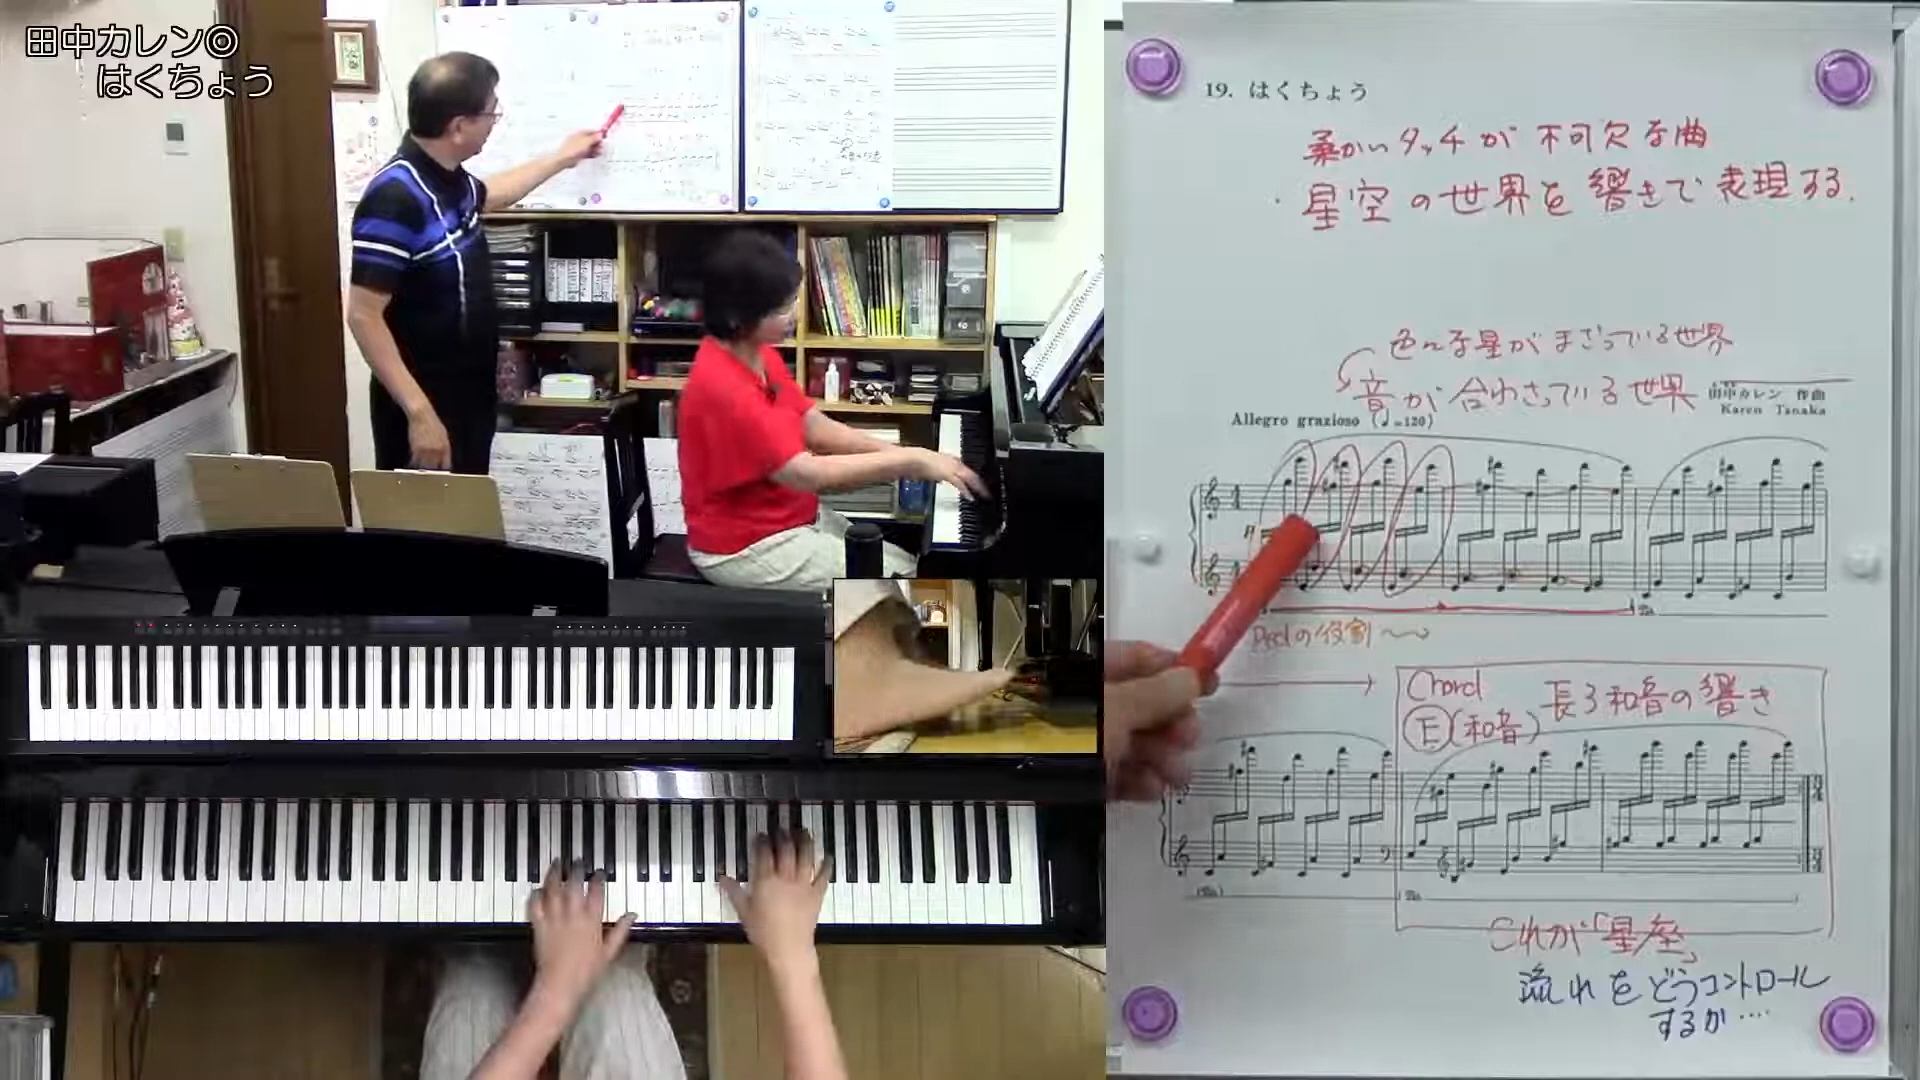 田中カレン◎
はくちょう
19. はくちょう
柔かいタッチが不可欠な曲
・星空の世界を響きで表現する.
色んな星がまざっている世界
音が合わさっている世界
田中カレン 作曲
Karen Tanaka
Allegro grazioso (♩=120)
Pedの役割
Chord
E (和音)
長3和音の響き
これが「星座」
流れをどうコントロール
するか‥‥